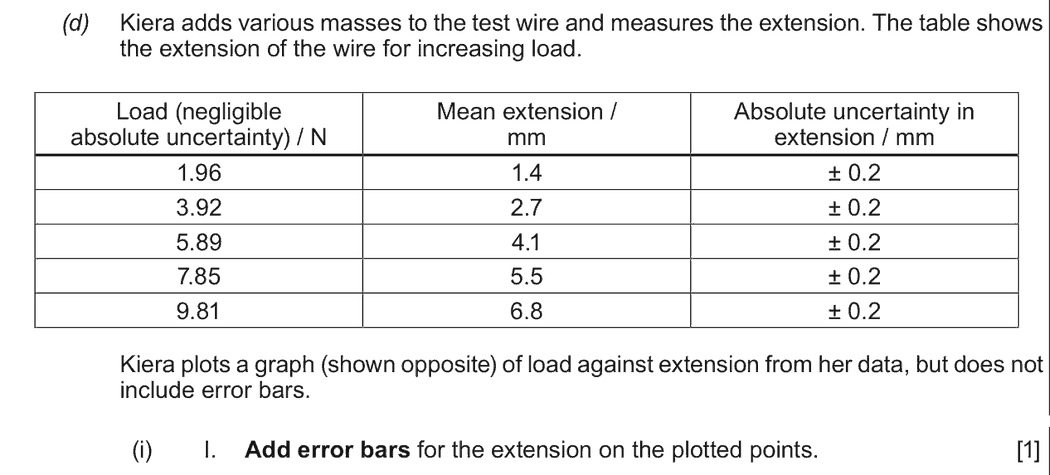 (d) Kiera adds various masses to the test wire and measures the extension. The table shows
the extension of the wire for increasing load.
Load (negligible
absolute uncertainty) / N
Mean extension /
mm
Absolute uncertainty in
extension / mm
1.96 1.4 ± 0.2
3.92 2.7 ± 0.2
5.89 4.1 ± 0.2
7.85 5.5 ± 0.2
9.81 6.8 ± 0.2
Kiera plots a graph (shown opposite) of load against extension from her data, but does not
include error bars.
(i) I. Add error bars for the extension on the plotted points. [1]